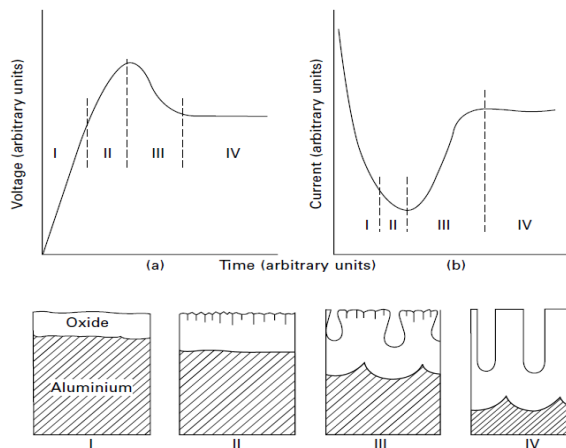 Voltage (arbitrary units)
I
II
III
IV
(a)
Current (arbitrary units)
I
II
III
IV
(b)
Time (arbitrary units)
Oxide
Aluminium
I
II
III
IV